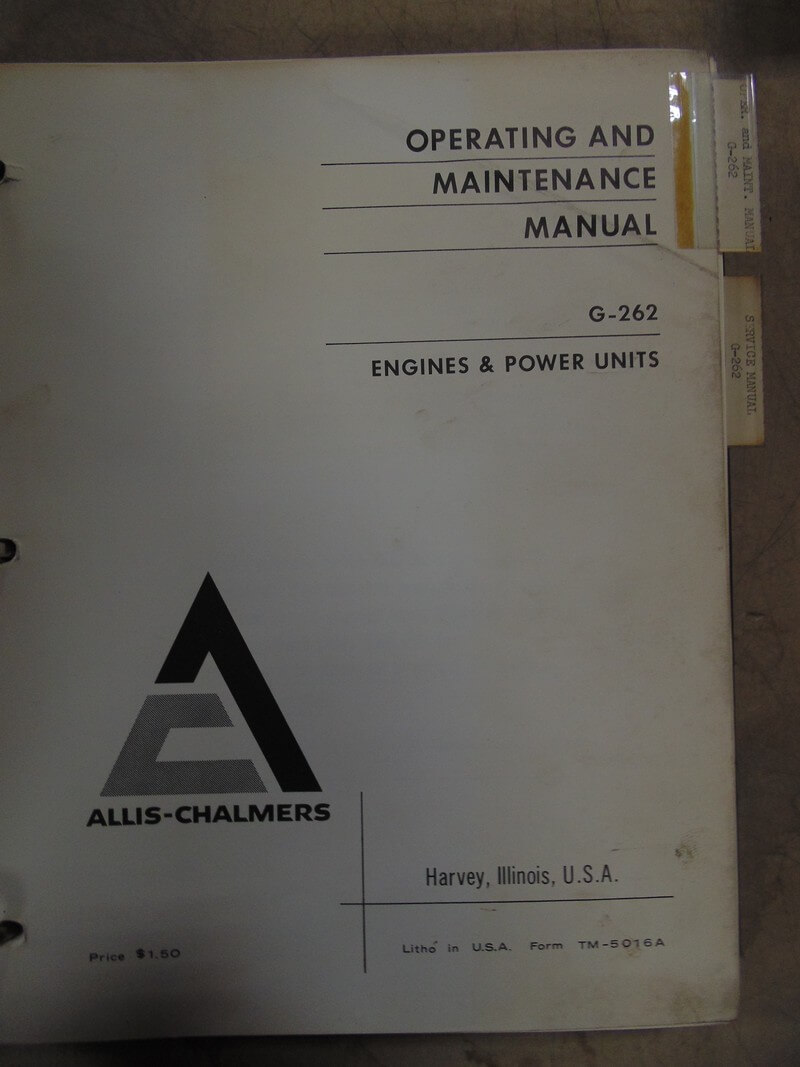 OPERATING AND
MAINTENANCE
MANUAL
G-262
ENGINES & POWER UNITS
and MAINT. MANUAL
G-262
SERVICE MANUAL
G-262
ALLIS-CHALMERS
Harvey, Illinois, U.S.A.
Price $1.50
Litho in U.S.A. Form TM-5016A